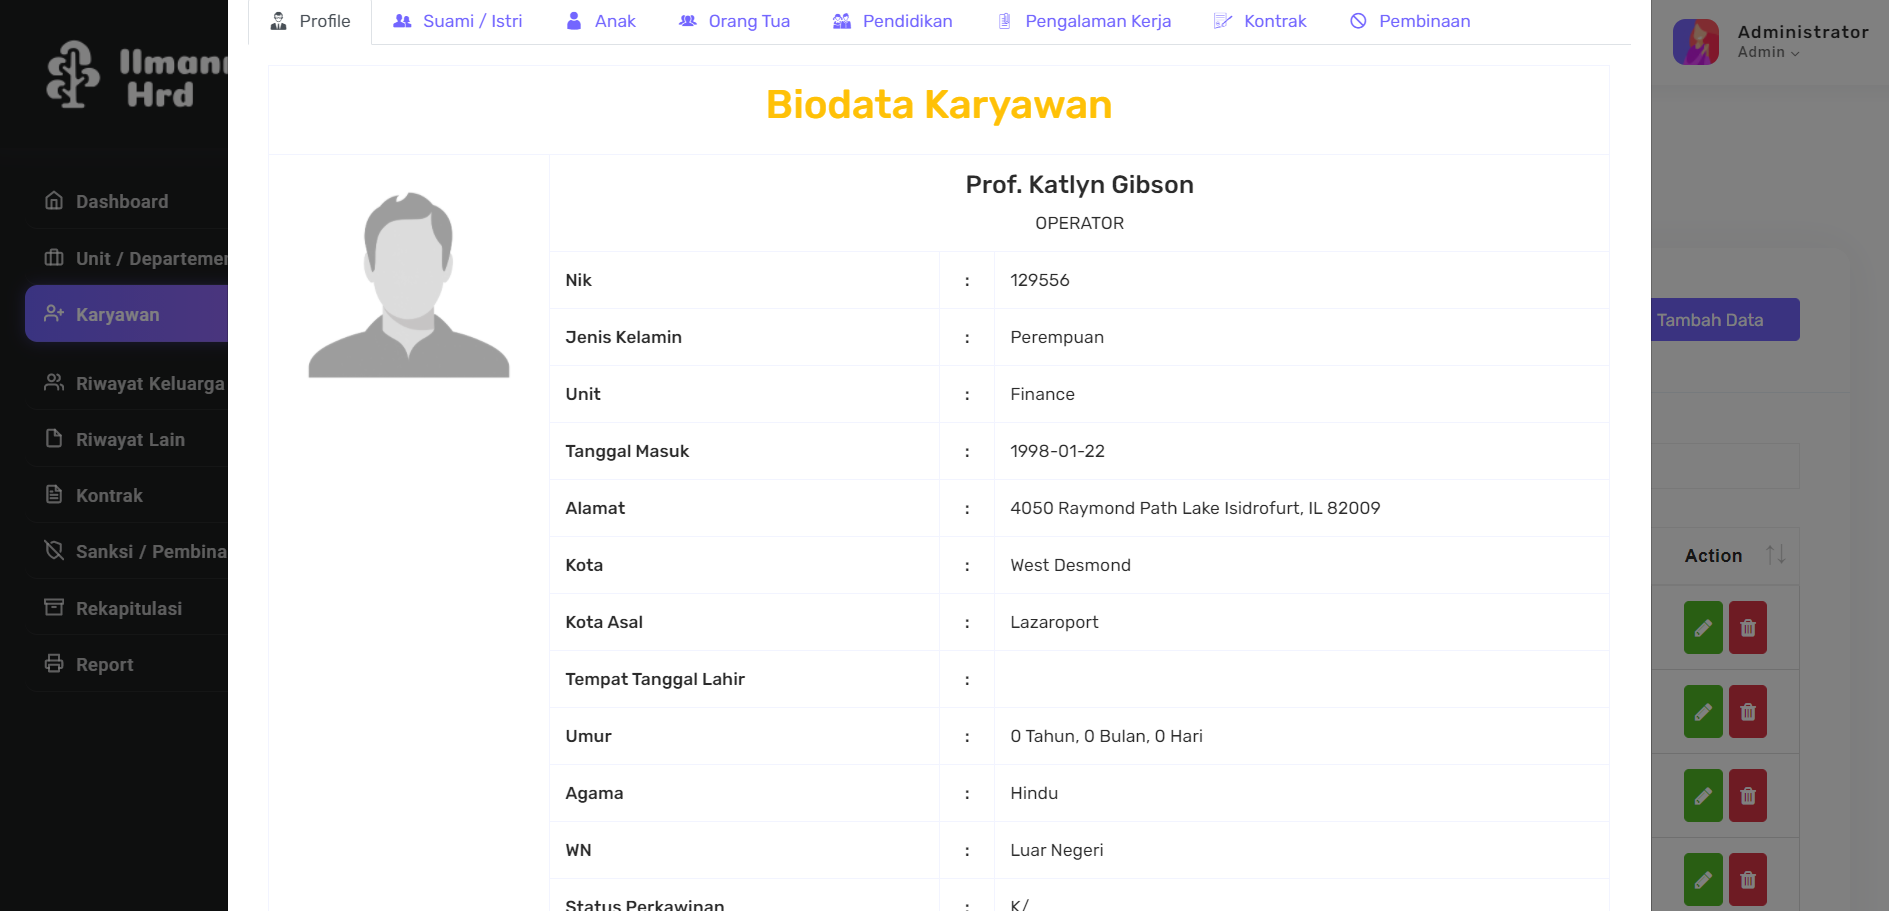 Profile
Suami / Istri
Anak
Orang Tua
Pendidikan
Pengalaman Kerja
Kontrak
Pembinaan
Hrd
Dashboard
Unit /
Karyawan
Riwayat Keluarga
Riwayat Lain
Kontrak
Sanksi /
Rekapitulasi
Report
Biodata Karyawan
Prof. Katlyn Gibson
OPERATOR
Nik : 129556
Jenis Kelamin : Perempuan
Unit : Finance
Tanggal Masuk : 1998-01-22
Alamat : 4050 Raymond Path Lake Isidrofurt, IL 82009
Kota : West Desmond
Kota Asal : Lazaroport
Tempat Tanggal Lahir :
Umur : 0 Tahun, 0 Bulan, 0 Hari
Agama : Hindu
WN : Luar Negeri
Status Perkawinan : K/
Administrator
Admin
Tambah Data
Action